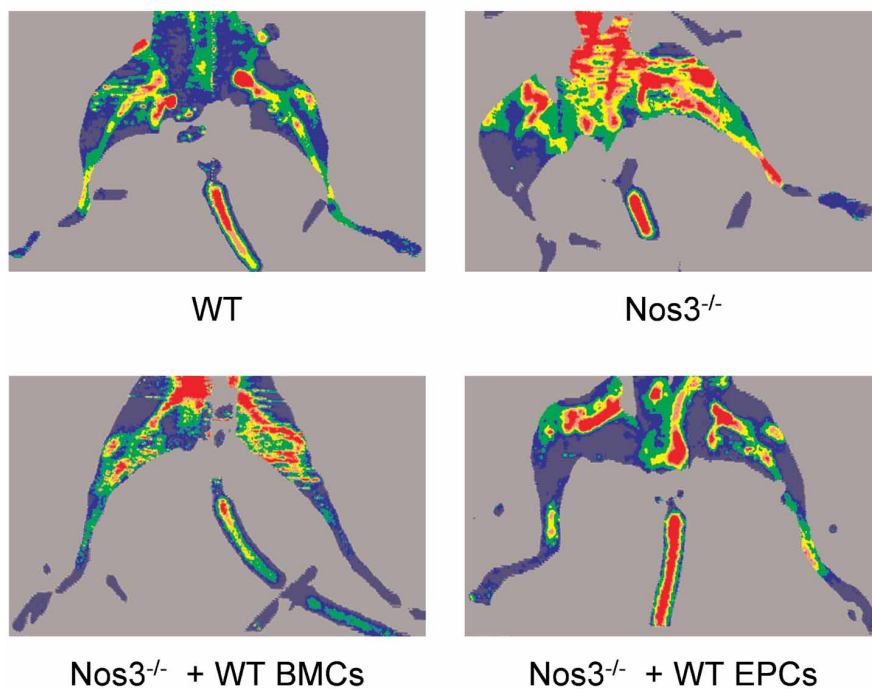 WT
Nos3⁻/⁻
Nos3⁻/⁻ + WT BMCs
Nos3⁻/⁻ + WT EPCs